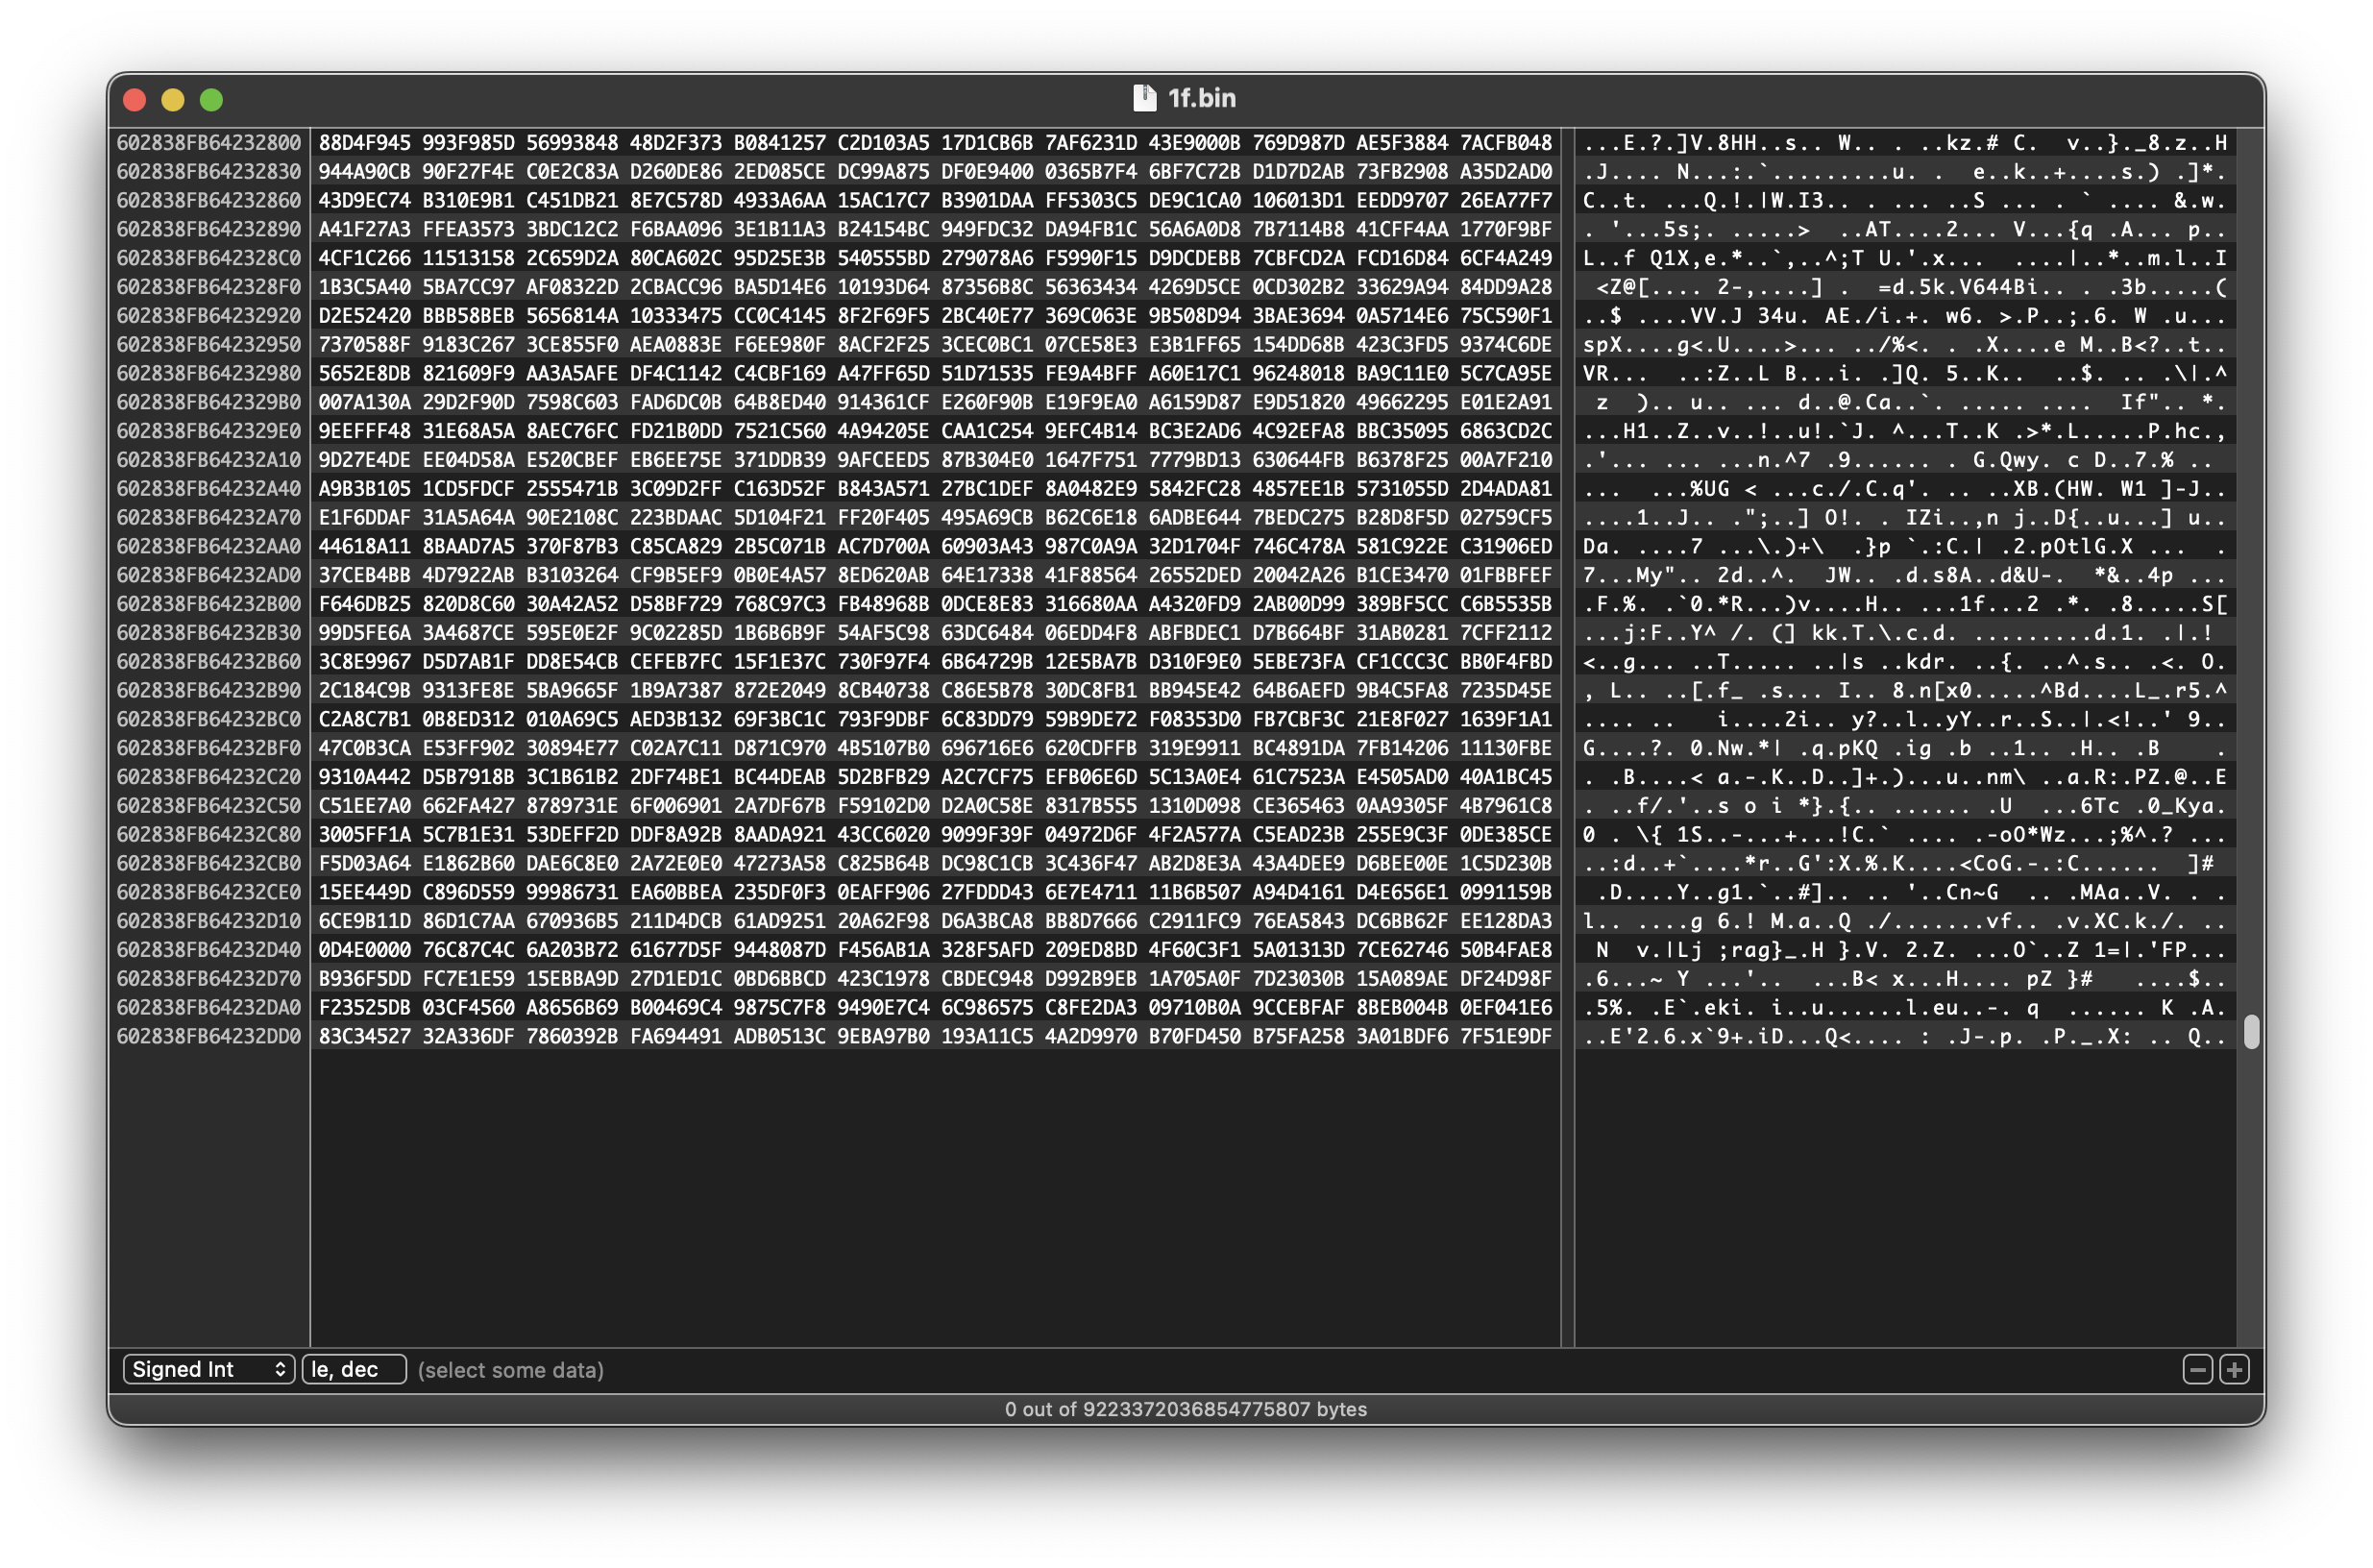 1f.bin
602838FB64232800 88D4F945 993F985D 56993848 48D2F373 B0841257 C2D103A5 17D1CB6B 7AF6231D 43E9000B 769D987D AE5F3884 7ACFB048 ...E.?.]V.8HH..s.. W.. . ..kz.# C.  v..}._8.z..H
602838FB64232830 944A90CB 90F27F4E C0E2C83A D260DE86 2ED085CE DC99A875 DF0E9400 0365B7F4 6BF7C72B D1D7D2AB 73FB2908 A35D2AD0 .J.... N...:.`.........u. .  e..k..+....s.) .]*.
602838FB64232860 43D9EC74 B310E9B1 C451DB21 8E7C578D 4933A6AA 15AC17C7 B3901DAA FF5303C5 DE9C1CA0 106013D1 EEDD9707 26EA77F7 C..t. ...Q.!.|W.I3.. . ... ..S ... . ` .... &.w.
602838FB64232890 A41F27A3 FFEA3573 3BDC12C2 F6BAA096 3E1B11A3 B24154BC 949FDC32 DA94FB1C 56A6A0D8 7B7114B8 41CFF4AA 1770F9BF . '...5s;. .....>  ..AT....2... V...{q .A... p..
602838FB642328C0 4CF1C266 11513158 2C659D2A 80CA602C 95D25E3B 540555BD 279078A6 F5990F15 D9DCDEBB 7CBFCD2A FCD16D84 6CF4A249 L..f Q1X,e.*..`,..^;T U.'.x...  ....|..*..m.l..I
602838FB642328F0 1B3C5A40 5BA7CC97 AF08322D 2CBACC96 BA5D14E6 10193D64 87356B8C 56363434 4269D5CE 0CD302B2 33629A94 84DD9A28  <Z@[.... 2-,....] .  =d.5k.V644Bi.. . .3b.....(
602838FB64232920 D2E52420 BBB58BEB 5656814A 10333475 CC0C4145 8F2F69F5 2BC40E77 369C063E 9B508D94 3BAE3694 0A5714E6 75C590F1 ..$ ....VV.J 34u. AE./i.+. w6. >.P..;.6. W .u...
602838FB64232950 7370588F 9183C267 3CE855F0 AEA0883E F6EE980F 8ACF2F25 3CEC0BC1 07CE58E3 E3B1FF65 154DD68B 423C3FD5 9374C6DE spX....g<.U....>... ../%<. . .X....e M..B<?..t..
602838FB64232980 5652E8DB 821609F9 AA3A5AFE DF4C1142 C4CBF169 A47FF65D 51D71535 FE9A4BFF A60E17C1 96248018 BA9C11E0 5C7CA95E VR...  ..:Z..L B...i. .]Q. 5..K..  ..$. .. .\|.^
602838FB642329B0 007A130A 29D2F90D 7598C603 FAD6DC0B 64B8ED40 914361CF E260F90B E19F9EA0 A6159D87 E9D51820 49662295 E01E2A91  z  ).. u.. ... d..@.Ca..`. ..... ....  If".. *.
602838FB642329E0 9EEFFF48 31E68A5A 8AEC76FC FD21B0DD 7521C560 4A94205E CAA1C254 9EFC4B14 BC3E2AD6 4C92EFA8 BBC35095 6863CD2C ...H1..Z..v..!..u!.`J. ^...T..K .>*.L.....P.hc.,
602838FB64232A10 9D27E4DE EE04D58A E520CBEF EB6EE75E 371DDB39 9AFCEED5 87B304E0 1647F751 7779BD13 630644FB B6378F25 00A7F210 .'... ... ...n.^7 .9...... . G.Qwy. c D..7.% ..
602838FB64232A40 A9B3B105 1CD5FDCF 2555471B 3C09D2FF C163D52F B843A571 27BC1DEF 8A0482E9 5842FC28 4857EE1B 5731055D 2D4ADA81 ...  ...%UG < ...c./.C.q'. .. ..XB.(HW. W1 ]-J..
602838FB64232A70 E1F6DDAF 31A5A64A 90E2108C 223BDAAC 5D104F21 FF20F405 495A69CB B62C6E18 6ADBE644 7BEDC275 B28D8F5D 02759CF5 ....1..J.. .";..] O!. . IZi..,n j..D{..u...] u..
602838FB64232AA0 44618A11 8BAAD7A5 370F87B3 C85CA829 2B5C071B AC7D700A 60903A43 987C0A9A 32D1704F 746C478A 581C922E C31906ED Da. ....7 ...\.)+\  .}p `.:C.| .2.pOtlG.X ...  .
602838FB64232AD0 37CEB4BB 4D7922AB B3103264 CF9B5EF9 0B0E4A57 8ED620AB 64E17338 41F88564 26552DED 20042A26 B1CE3470 01FBBFEF 7...My".. 2d..^.  JW.. .d.s8A..d&U-.  *&..4p ...
602838FB64232B00 F646DB25 820D8C60 30A42A52 D58BF729 768C97C3 FB48968B 0DCE8E83 316680AA A4320FD9 2AB00D99 389BF5CC C6B5535B .F.%. .`0.*R...)v....H.. ...1f...2 .*. .8.....S[
602838FB64232B30 99D5FE6A 3A4687CE 595E0E2F 9C02285D 1B6B6B9F 54AF5C98 63DC6484 06EDD4F8 ABFBDEC1 D7B664BF 31AB0281 7CFF2112 ...j:F..Y^ /. (] kk.T.\.c.d. .........d.1. .|.!
602838FB64232B60 3C8E9967 D5D7AB1F DD8E54CB CEFEB7FC 15F1E37C 730F97F4 6B64729B 12E5BA7B D310F9E0 5EBE73FA CF1CCC3C BB0F4FBD <..g... ..T..... ..|s ..kdr. ..{. ..^.s.. .<. O.
602838FB64232B90 2C184C9B 9313FE8E 5BA9665F 1B9A7387 872E2049 8CB40738 C86E5B78 30DC8FB1 BB945E42 64B6AEFD 9B4C5FA8 7235D45E , L.. ..[.f_ .s... I.. 8.n[x0.....^Bd....L_.r5.^
602838FB64232BC0 C2A8C7B1 0B8ED312 010A69C5 AED3B132 69F3BC1C 793F9DBF 6C83DD79 59B9DE72 F08353D0 FB7CBF3C 21E8F027 1639F1A1 .... ..   i....2i.. y?..l..yY..r..S..|.<!..' 9..
602838FB64232BF0 47C0B3CA E53FF902 30894E77 C02A7C11 D871C970 4B5107B0 696716E6 620CDFFB 319E9911 BC4891DA 7FB14206 11130FBE G....?. 0.Nw.*| .q.pKQ .ig .b ..1.. .H.. .B    .
602838FB64232C20 9310A442 D5B7918B 3C1B61B2 2DF74BE1 BC44DEAB 5D2BFB29 A2C7CF75 EFB06E6D 5C13A0E4 61C7523A E4505AD0 40A1BC45 . .B....< a.-.K..D..]+.)...u..nm\ ..a.R:.PZ.@..E
602838FB64232C50 C51EE7A0 662FA427 8789731E 6F006901 2A7DF67B F59102D0 D2A0C58E 8317B555 1310D098 CE365463 0AA9305F 4B7961C8 . ..f/.'..s o i *}.{.. ...... .U  ...6Tc .0_Kya.
602838FB64232C80 3005FF1A 5C7B1E31 53DEFF2D DDF8A92B 8AADA921 43CC6020 9099F39F 04972D6F 4F2A577A C5EAD23B 255E9C3F 0DE385CE 0 . \{ 1S..-...+...!C.` .... .-oO*Wz...;%^.? ...
602838FB64232CB0 F5D03A64 E1862B60 DAE6C8E0 2A72E0E0 47273A58 C825B64B DC98C1CB 3C436F47 AB2D8E3A 43A4DEE9 D6BEE00E 1C5D230B ..:d..+`....*r..G':X.%.K....<CoG.-.:C......  ]#
602838FB64232CE0 15EE449D C896D559 99986731 EA60BBEA 235DF0F3 0EAFF906 27FDDD43 6E7E4711 11B6B507 A94D4161 D4E656E1 0991159B  .D....Y..g1.`..#].. .. '..Cn~G  .. .MAa..V. . .
602838FB64232D10 6CE9B11D 86D1C7AA 670936B5 211D4DCB 61AD9251 20A62F98 D6A3BCA8 BB8D7666 C2911FC9 76EA5843 DC6BB62F EE128DA3 l.. ....g 6.! M.a..Q ./.......vf.. .v.XC.k./. ..
602838FB64232D40 0D4E0000 76C87C4C 6A203B72 61677D5F 9448087D F456AB1A 328F5AFD 209ED8BD 4F60C3F1 5A01313D 7CE62746 50B4FAE8  N  v.|Lj ;rag}_.H }.V. 2.Z. ...O`..Z 1=|.'FP...
602838FB64232D70 B936F5DD FC7E1E59 15EBBA9D 27D1ED1C 0BD6BBCD 423C1978 CBDEC948 D992B9EB 1A705A0F 7D23030B 15A089AE DF24D98F .6...~ Y ...'..  ...B< x...H.... pZ }#   ....$..
602838FB64232DA0 F23525DB 03CF4560 A8656B69 B00469C4 9875C7F8 9490E7C4 6C986575 C8FE2DA3 09710B0A 9CCEBFAF 8BEB004B 0EF041E6 .5%. .E`.eki. i..u......l.eu..-. q  ...... K .A.
602838FB64232DD0 83C34527 32A336DF 7860392B FA694491 ADB0513C 9EBA97B0 193A11C5 4A2D9970 B70FD450 B75FA258 3A01BDF6 7F51E9DF ..E'2.6.x`9+.iD...Q<.... : .J-.p. .P._.X: .. Q..
Signed Int le, dec (select some data)
0 out of 9223372036854775807 bytes